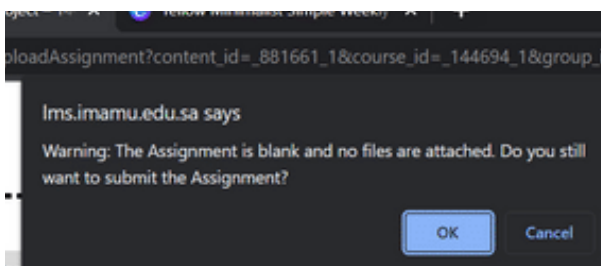 Yellow Minimalist Simple Weekly
ploadAssignment?content_id=_881661_1&course_id=_144694_1&group_
lms.imamu.edu.sa says
Warning: The Assignment is blank and no files are attached. Do you still
want to submit the Assignment?
OK
Cancel